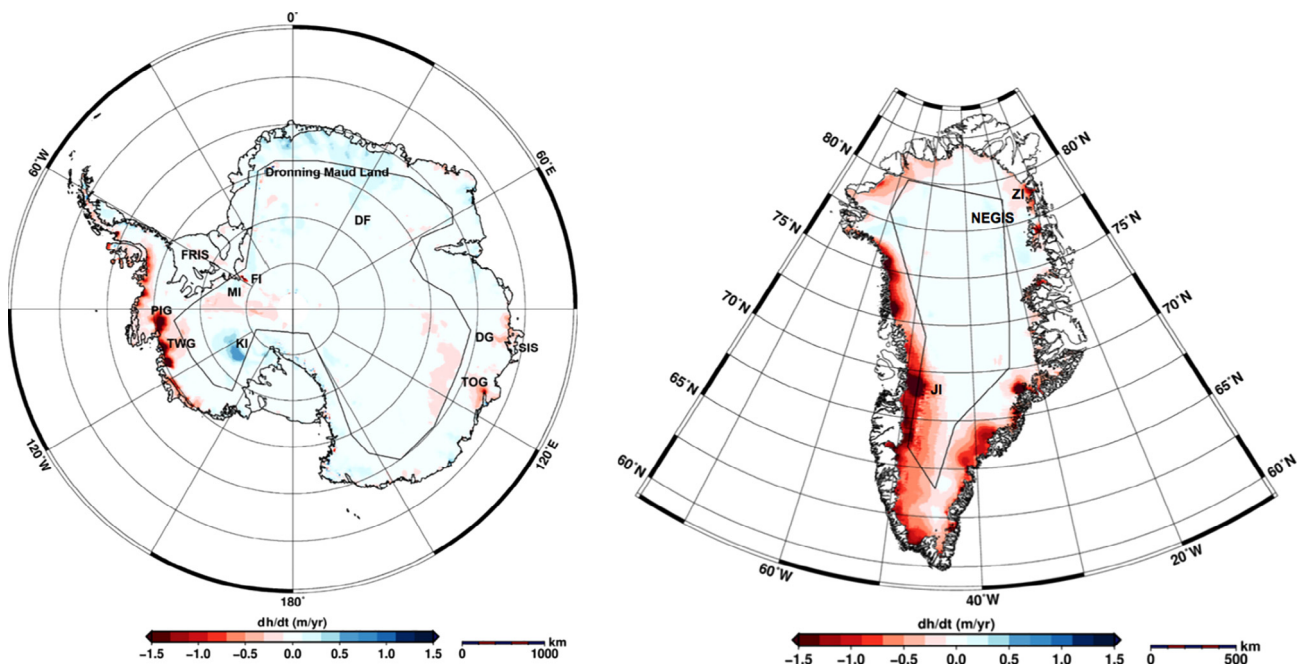 0°
60°W
60°E
Dronning Maud Land
DF
FRIS
FI
MI
PIG
TWG
KI
DG
SIS
TOG
120°W
120°E
180°
dh/dt (m/yr)
−1.5 −1.0 −0.5 0.0 0.5 1.0 1.5
km
0 1000
80°N
80°N
75°N
ZI
NEGIS
75°N
70°N
70°N
JI
65°N
65°N
60°N
60°N
60°W
40°W
20°W
dh/dt (m/yr)
−1.5 −1.0 −0.5 0.0 0.5 1.0 1.5
km
0 500